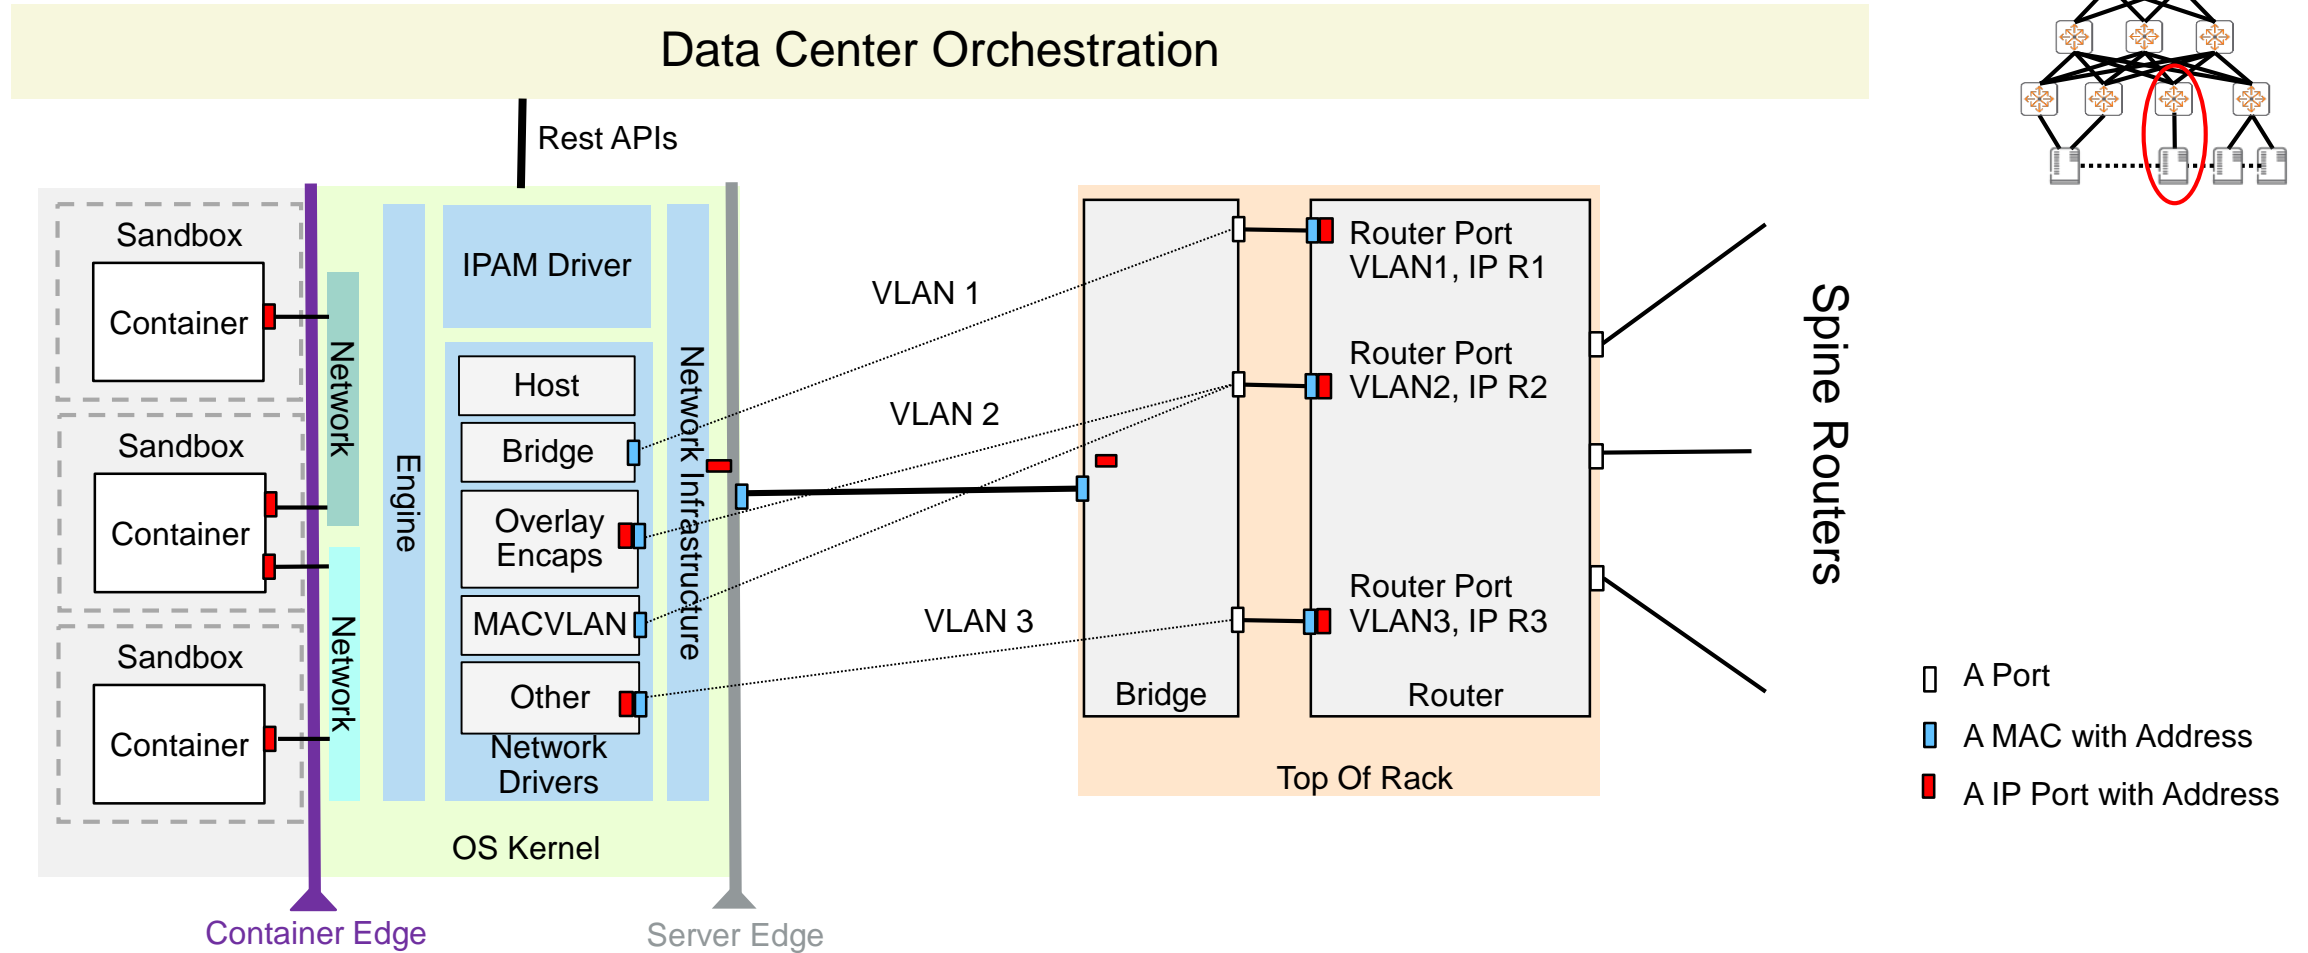 Data Center Orchestration
Rest APIs
Sandbox
Container
Sandbox
Container
Sandbox
Container
Network
Network
Engine
IPAM Driver
Host
Bridge
Overlay
Encaps
MACVLAN
Other
Network
Drivers
Network Infrastructure
OS Kernel
Container Edge
Server Edge
VLAN 1
VLAN 2
VLAN 3
Bridge
Router Port
VLAN1, IP R1
Router Port
VLAN2, IP R2
Router Port
VLAN3, IP R3
Router
Top Of Rack
Spine Routers
A Port
A MAC with Address
A IP Port with Address